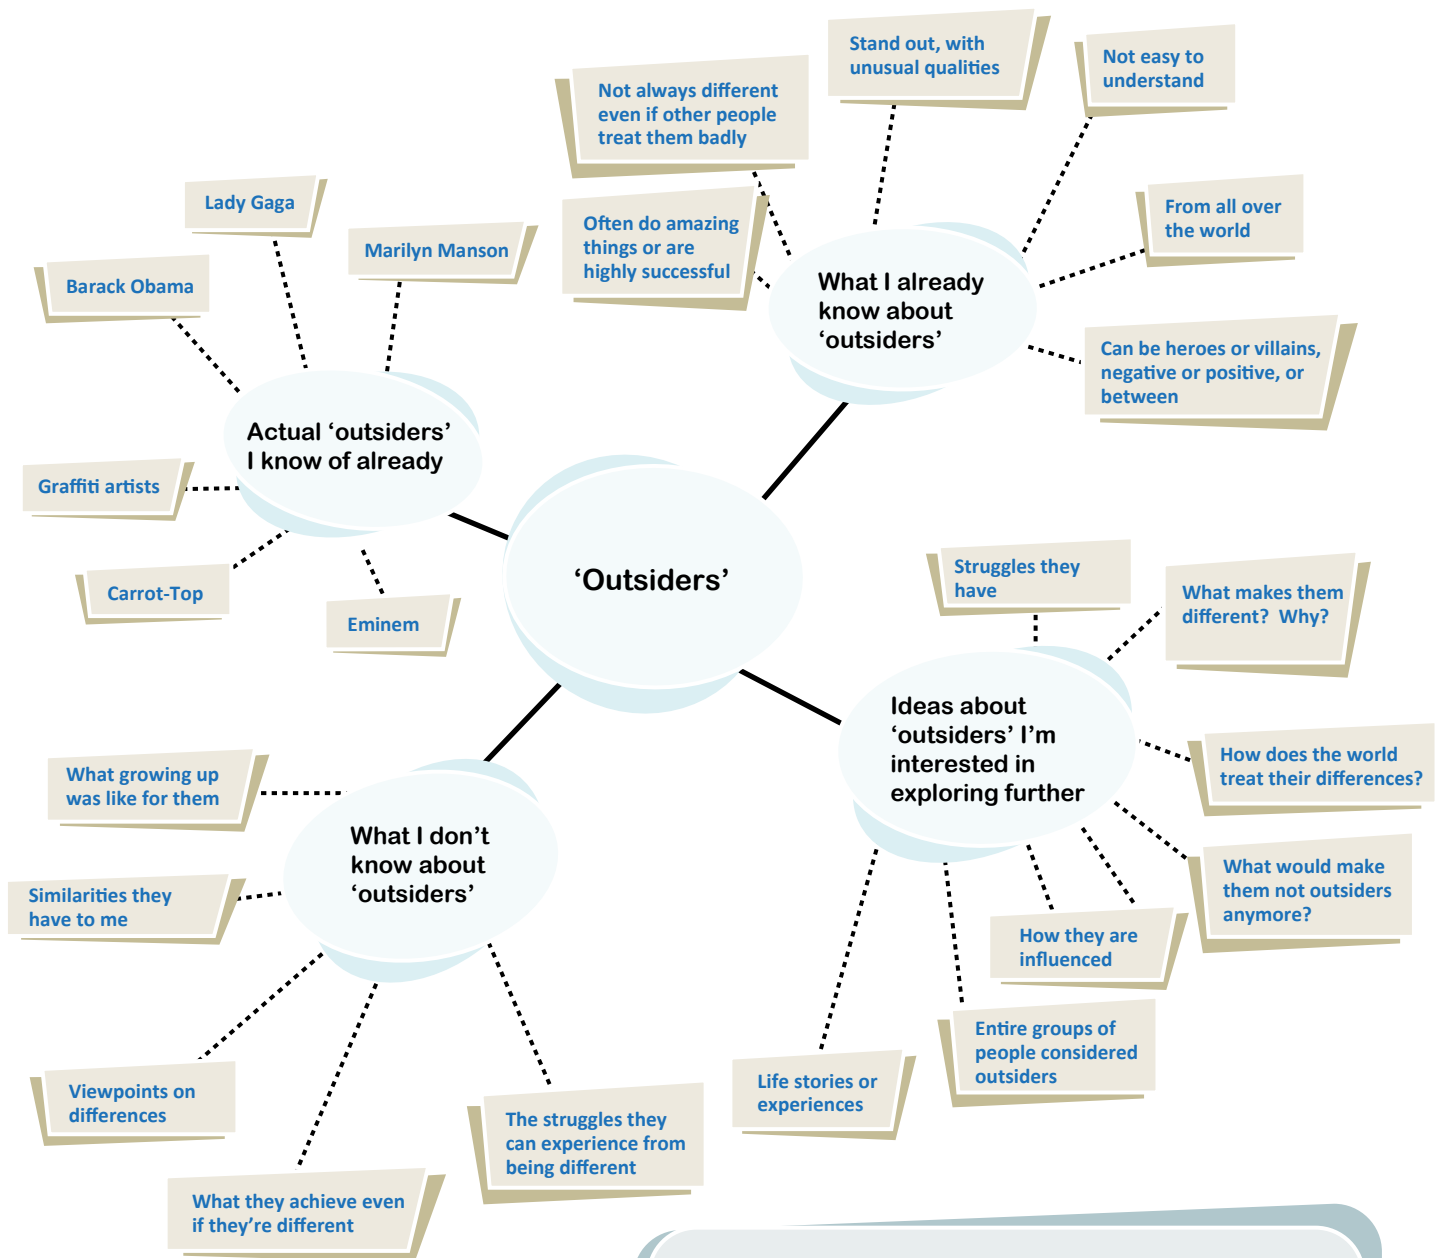 Stand out, with
unusual qualities
Not easy to
understand
Not always different
even if other people
treat them badly
Often do amazing
things or are
highly successful
From all over
the world
Can be heroes or villains,
negative or positive, or
between
What I already
know about
‘outsiders’
Lady Gaga
Marilyn Manson
Barack Obama
Actual ‘outsiders’
I know of already
Graffiti artists
Carrot-Top
Eminem
‘Outsiders’
Struggles they
have
What makes them
different?  Why?
Ideas about
‘outsiders’ I’m
interested in
exploring further
How does the world
treat their differences?
What would make
them not outsiders
anymore?
How they are
influenced
Entire groups of
people considered
outsiders
Life stories or
experiences
What growing up
was like for them
What I don’t
know about
‘outsiders’
Similarities they
have to me
Viewpoints on
differences
What they achieve even
if they’re different
The struggles they
can experience from
being different